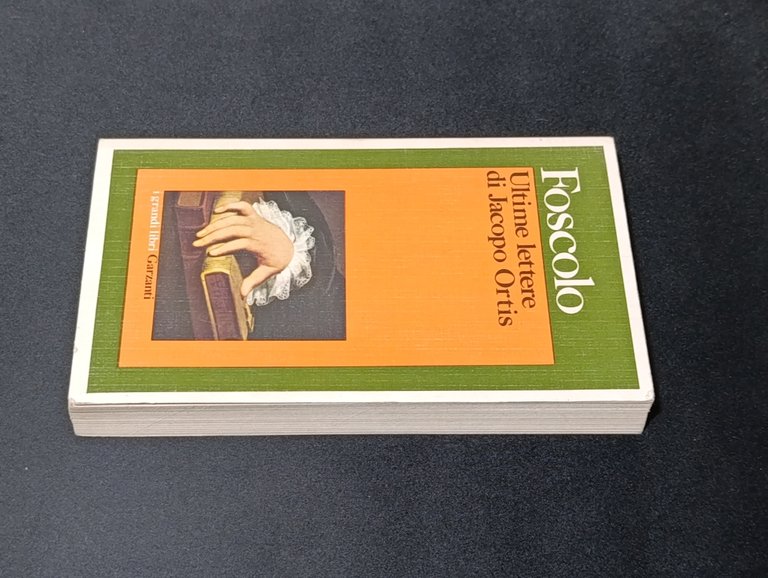 Foscolo
Ultime lettere
di Jacopo Ortis
i grandi libri Garzanti